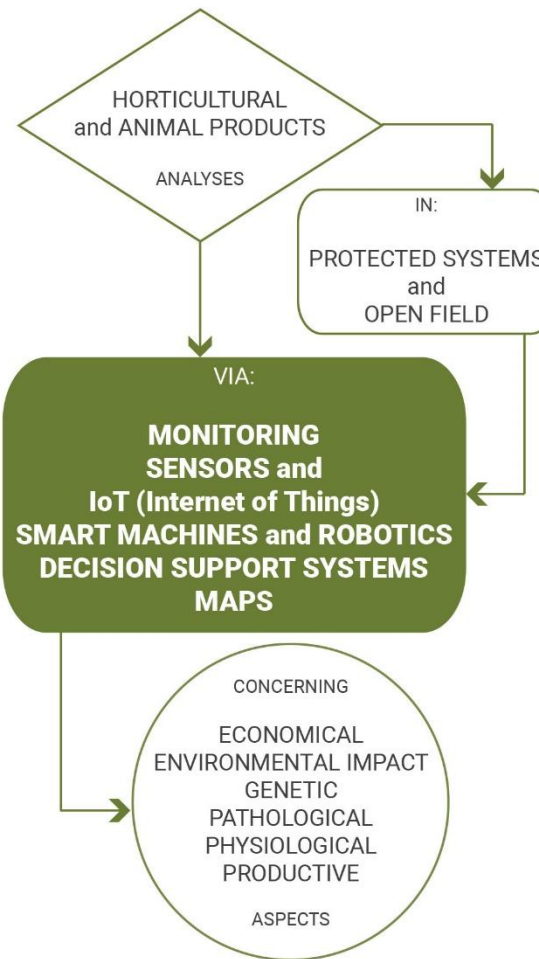 HORTICULTURAL
and ANIMAL PRODUCTS
ANALYSES
IN:
PROTECTED SYSTEMS
and
OPEN FIELD
VIA:
MONITORING
SENSORS and
IoT (Internet of Things)
SMART MACHINES and ROBOTICS
DECISION SUPPORT SYSTEMS
MAPS
CONCERNING
ECONOMICAL
ENVIRONMENTAL IMPACT
GENETIC
PATHOLOGICAL
PHYSIOLOGICAL
PRODUCTIVE
ASPECTS